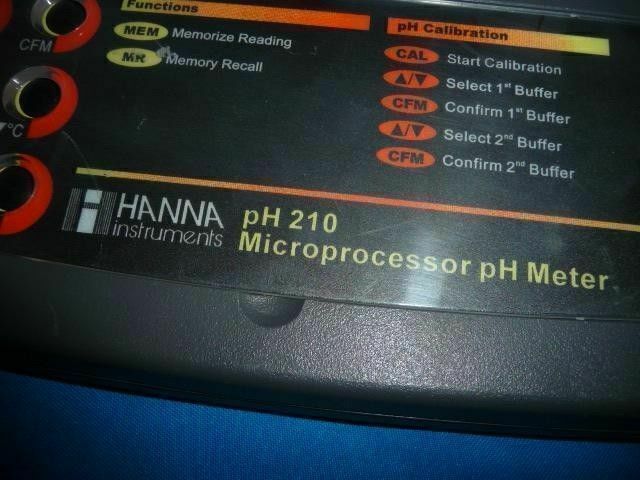 Functions
MEM Memorize Reading
MR Memory Recall
CFM
°C
pH Calibration
CAL Start Calibration
▲/▼ Select 1st Buffer
CFM Confirm 1st Buffer
▲/▼ Select 2nd Buffer
CFM Confirm 2nd Buffer
HANNA
instruments
pH 210
Microprocessor pH Meter